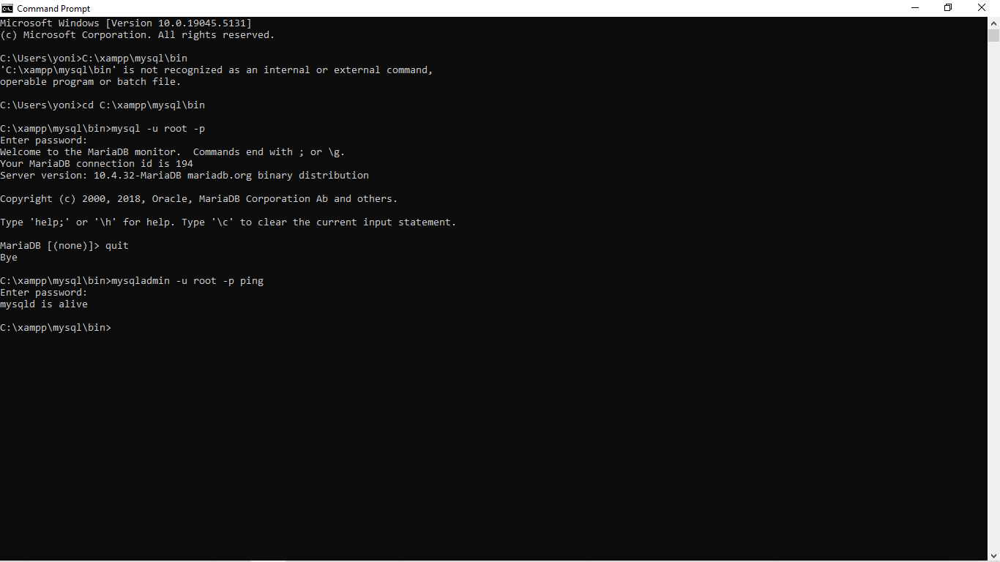 Command Prompt
Microsoft Windows [Version 10.0.19045.5131]
(c) Microsoft Corporation. All rights reserved.
C:\Users\yoni>C:\xampp\mysql\bin
'C:\xampp\mysql\bin' is not recognized as an internal or external command,
operable program or batch file.
C:\Users\yoni>cd C:\xampp\mysql\bin
C:\xampp\mysql\bin>mysql -u root -p
Enter password:
Welcome to the MariaDB monitor.  Commands end with ; or \g.
Your MariaDB connection id is 194
Server version: 10.4.32-MariaDB mariadb.org binary distribution
Copyright (c) 2000, 2018, Oracle, MariaDB Corporation Ab and others.
Type 'help;' or '\h' for help. Type '\c' to clear the current input statement.
MariaDB [(none)]> quit
Bye
C:\xampp\mysql\bin>mysqladmin -u root -p ping
Enter password:
mysqld is alive
C:\xampp\mysql\bin>